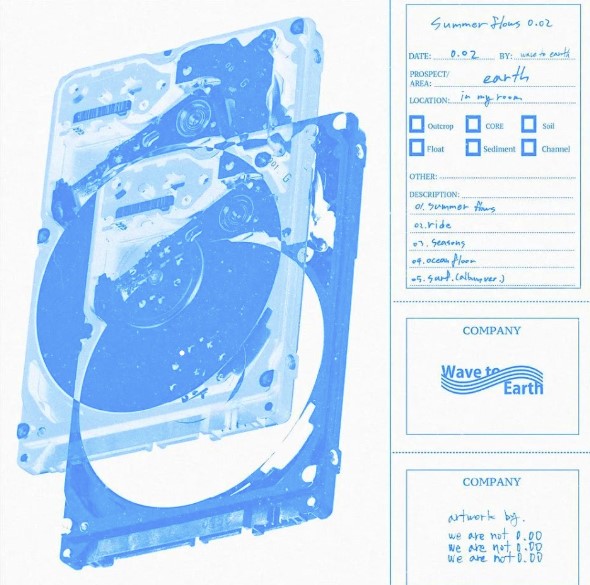 Summer flows 0.02
DATE: 0.02 BY: wave to earth
PROSPECT/
AREA: earth
LOCATION: in my room
Outcrop CORE Soil
Float Sediment Channel
OTHER:
DESCRIPTION:
01. summer flows
02. ride
03. seasons
04. ocean floor
05. surf. (album ver.)
COMPANY
Wave to
Earth
COMPANY
artwork by.
we are not 0.00
we are not 0.00
we are not 0.00